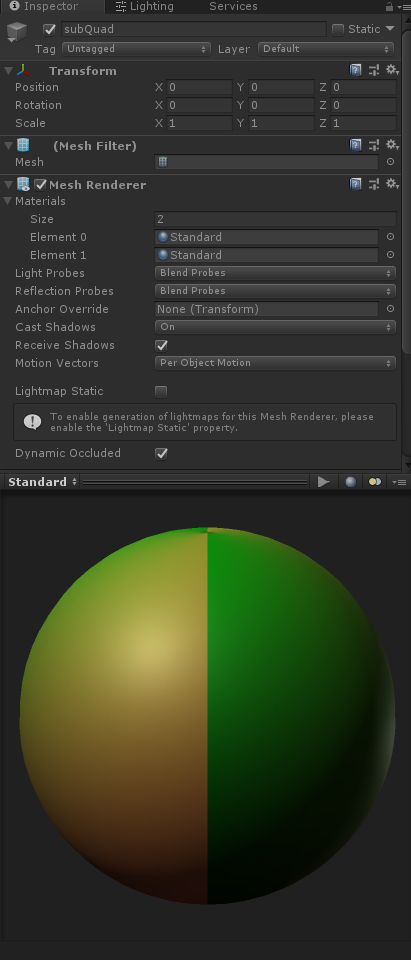 Inspector Lighting Services
subQuad Static
Tag Untagged Layer Default
Transform
Position X 0 Y 0 Z 0
Rotation X 0 Y 0 Z 0
Scale X 1 Y 1 Z 1
(Mesh Filter)
Mesh
Mesh Renderer
Materials
Size 2
Element 0 Standard
Element 1 Standard
Light Probes Blend Probes
Reflection Probes Blend Probes
Anchor Override None (Transform)
Cast Shadows On
Receive Shadows
Motion Vectors Per Object Motion
Lightmap Static
To enable generation of lightmaps for this Mesh Renderer, please
enable the 'Lightmap Static' property.
Dynamic Occluded
Standard